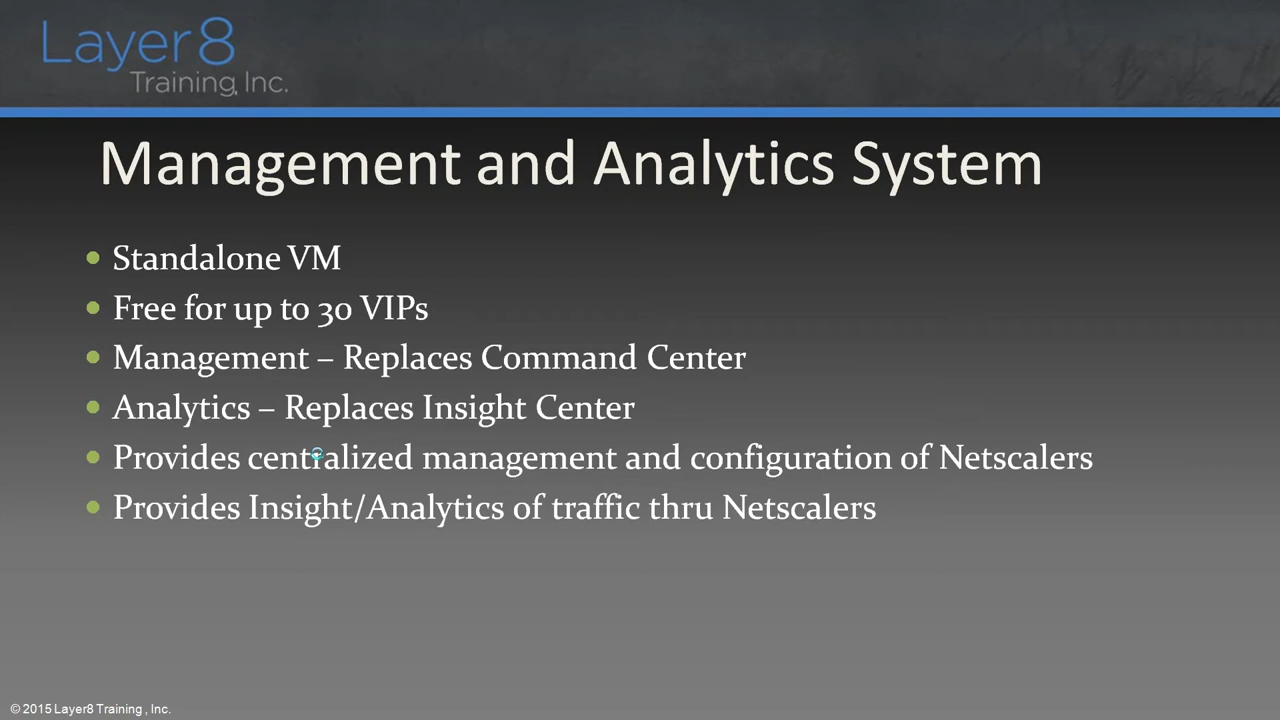 Layer8
Training, Inc.
Management and Analytics System
Standalone VM
Free for up to 30 VIPs
Management – Replaces Command Center
Analytics – Replaces Insight Center
Provides centralized management and configuration of Netscalers
Provides Insight/Analytics of traffic thru Netscalers
© 2015 Layer8 Training , Inc.